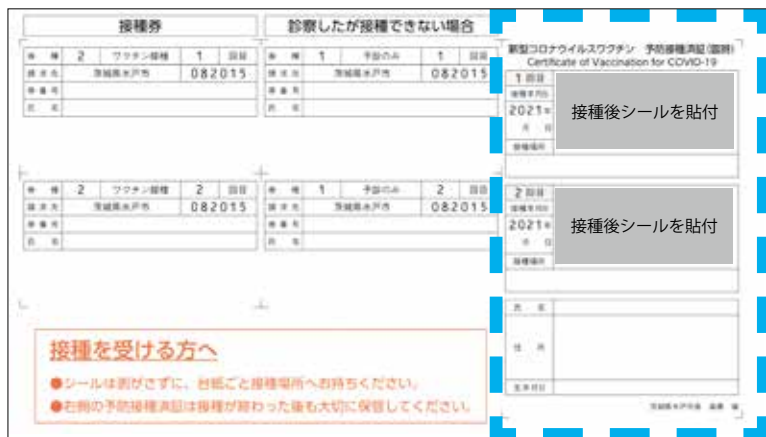 接種券
診察したが接種できない場合
券種 2 ワクチン接種 1 回目
請求先 茨城県水戸市 082015
券番号
氏名
券種 1 予診のみ 1 回目
請求先 茨城県水戸市 082015
券番号
氏名
券種 2 ワクチン接種 2 回目
請求先 茨城県水戸市 082015
券番号
氏名
券種 1 予診のみ 2 回目
請求先 茨城県水戸市 082015
券番号
氏名
新型コロナウイルスワクチン 予防接種済証(臨時)
Certificate of Vaccination for COVID-19
1回目
接種年月日
2021年
月 日
接種場所
接種後シールを貼付
2回目
接種年月日
2021年
月 日
接種場所
接種後シールを貼付
氏名
住所
生年月日
茨城県水戸市長
接種を受ける方へ
●シールは剥がさずに、台紙ごと接種場所へお持ちください。
●右側の予防接種済証は接種が終わった後も大切に保管してください。